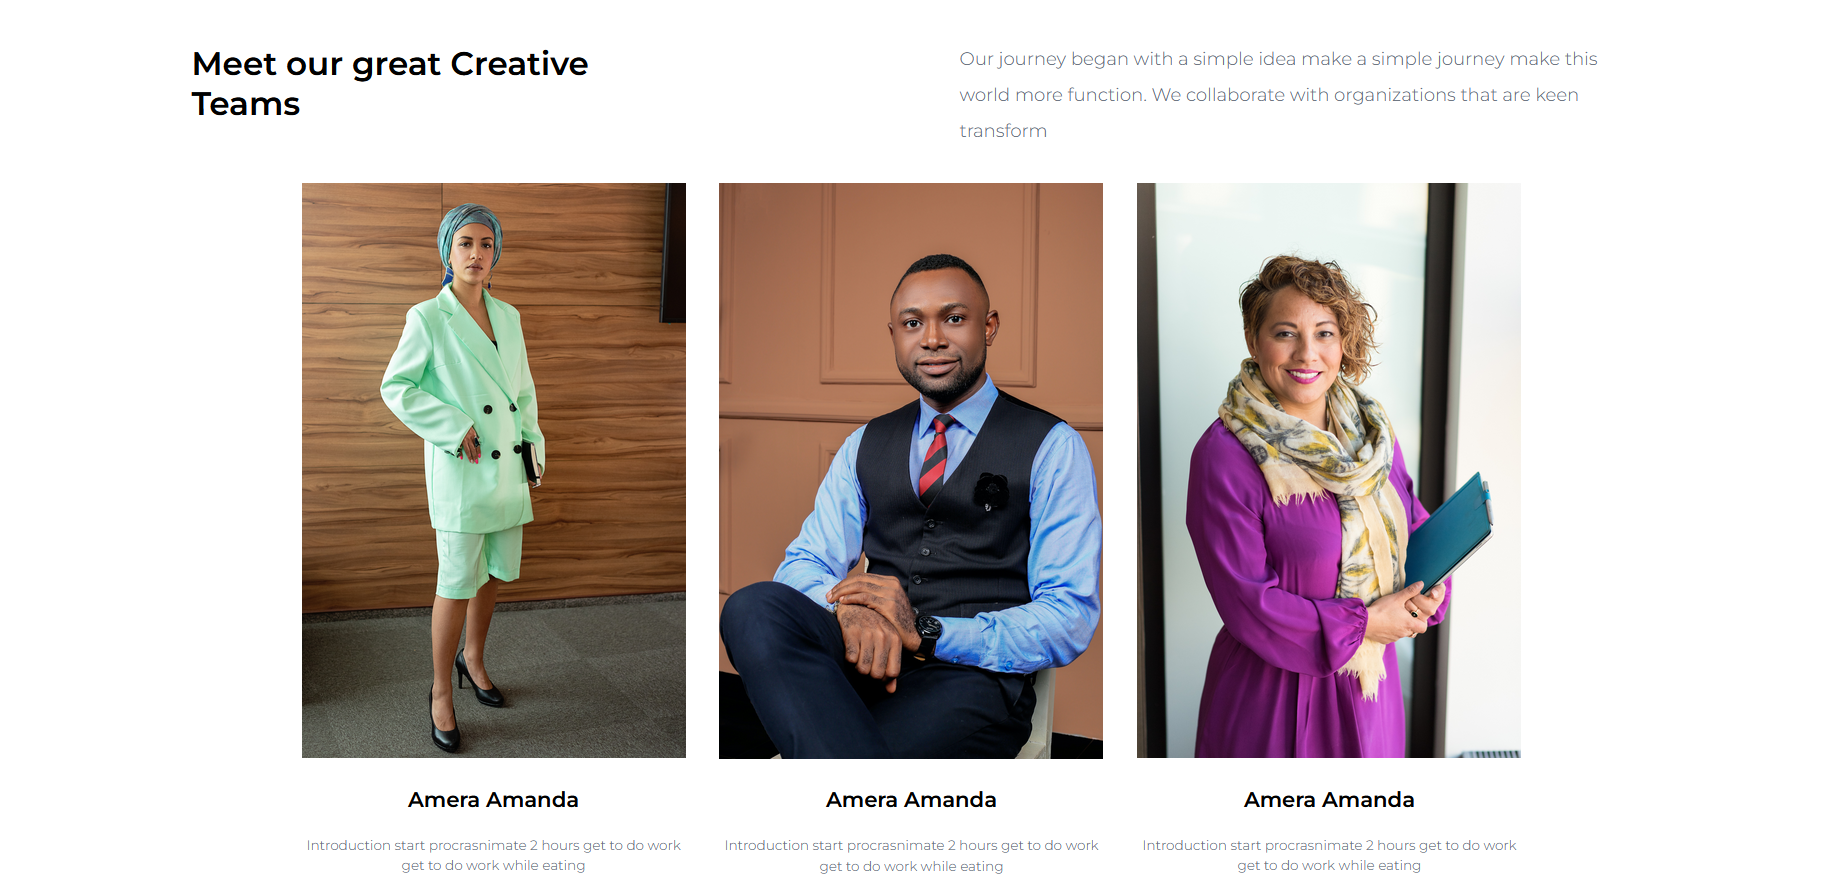 Meet our great Creative
Teams
Our journey began with a simple idea make a simple journey make this
world more function. We collaborate with organizations that are keen
transform
Amera Amanda
Introduction start procrasnimate 2 hours get to do work
get to do work while eating
Amera Amanda
Introduction start procrasnimate 2 hours get to do work
get to do work while eating
Amera Amanda
Introduction start procrasnimate 2 hours get to do work
get to do work while eating